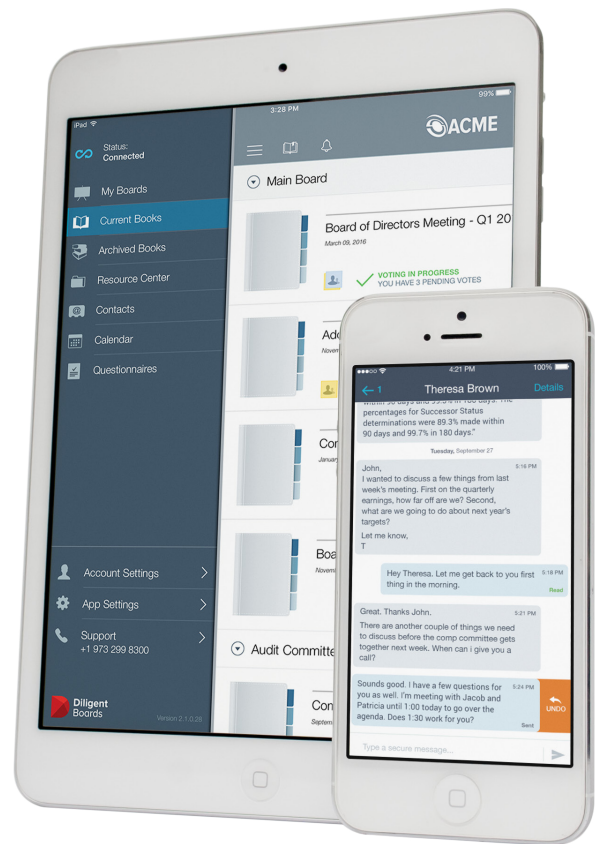 iPad
3:28 PM
99%
Status:
Connected
My Boards
Current Books
Archived Books
Resource Center
Contacts
Calendar
Questionnaires
Account Settings
App Settings
Support
+1 973 299 8300
Diligent
Boards
Version 2.1.0.28
ACME
Main Board
Board of Directors Meeting - Q1 20
March 09, 2016
VOTING IN PROGRESS
YOU HAVE 3 PENDING VOTES
Audit Committe
4:21 PM
100%
1
Theresa Brown
Details
percentages for Successor Status
determinations were 89.3% made within
90 days and 99.7% in 180 days."
Tuesday, September 27
John,
5:16 PM
I wanted to discuss a few things from last
week's meeting. First on the quarterly
earnings, how far off are we? Second,
what are we going to do about next year's
targets?
Let me know,
T
Hey Theresa. Let me get back to you first
thing in the morning.
5:18 PM
Read
Great. Thanks John.
5:21 PM
There are another couple of things we need
to discuss before the comp committee gets
together next week. When can i give you a
call?
Sounds good. I have a few questions for
you as well. I'm meeting with Jacob and
Patricia until 1:00 today to go over the
agenda. Does 1:30 work for you?
5:24 PM
Sent
UNDO
Type a secure message...